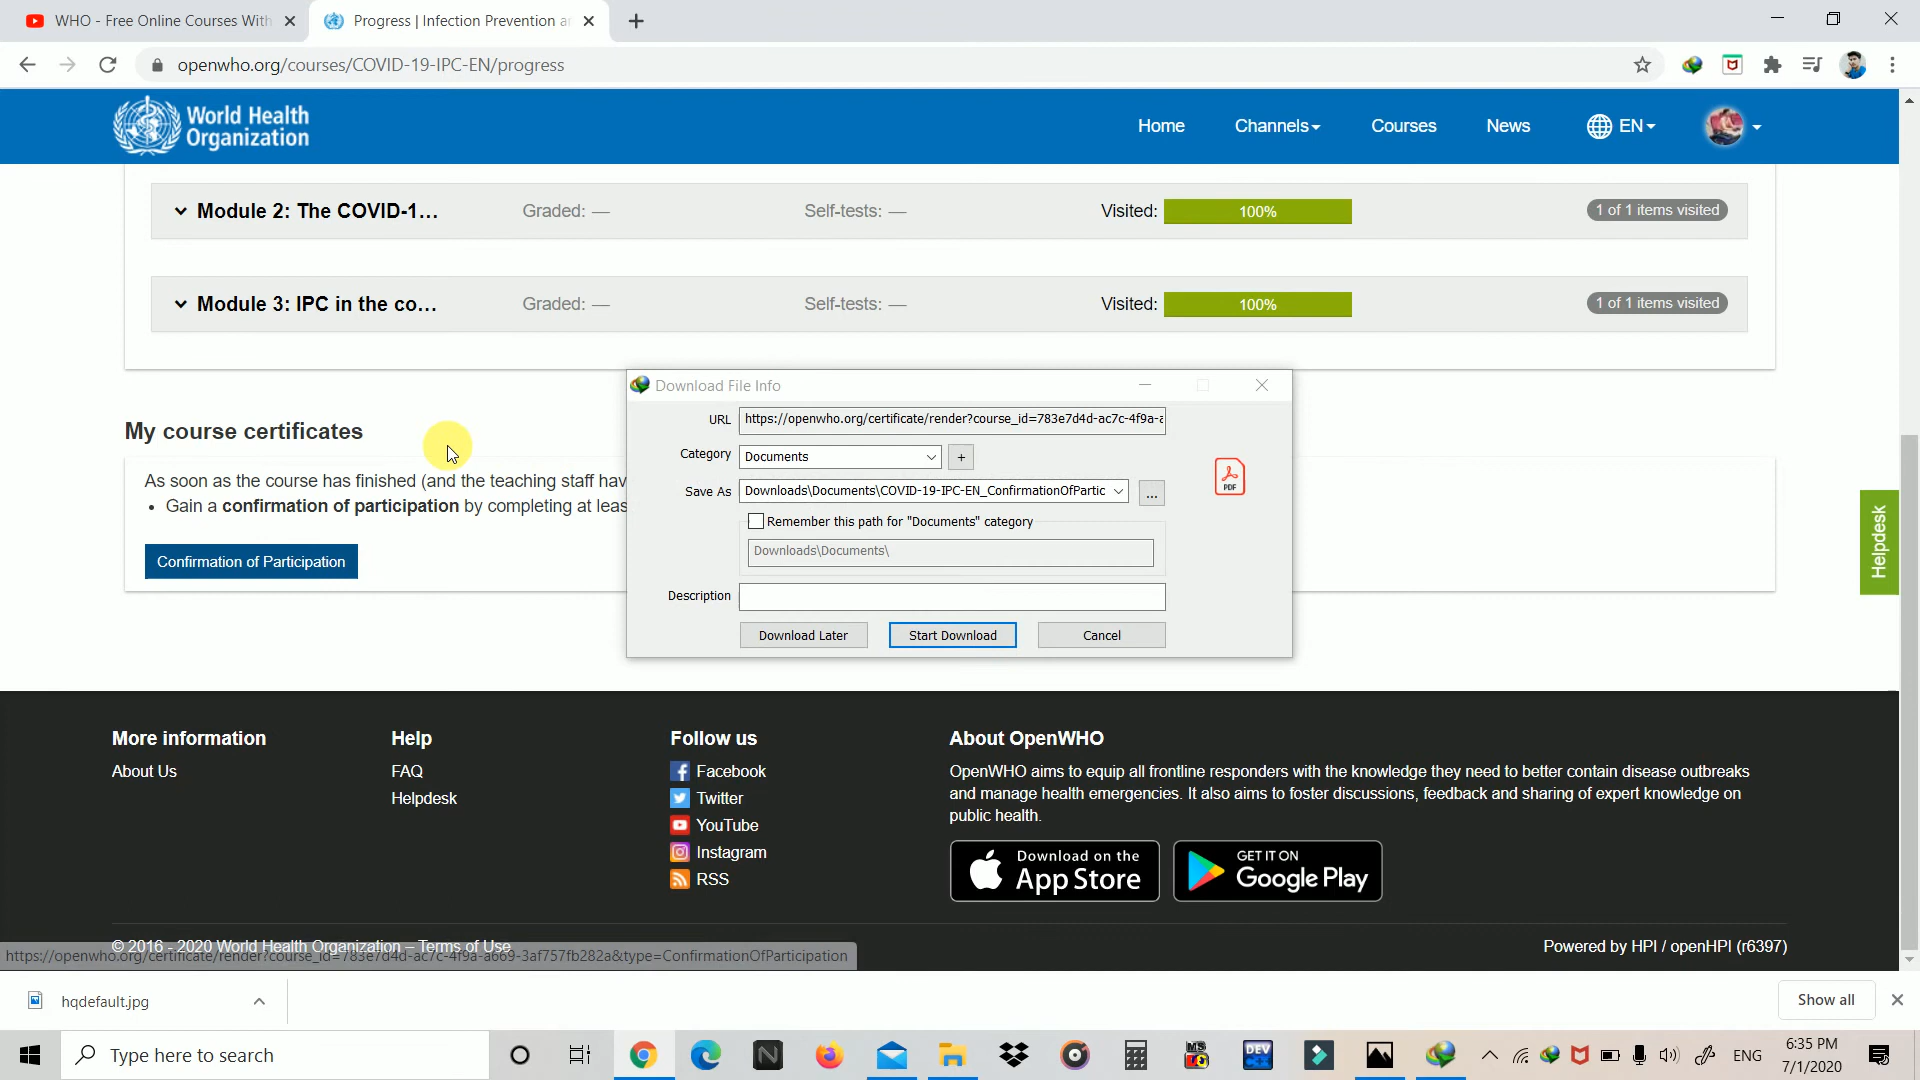 WHO - Free Online Courses With
Progress | Infection Prevention a
openwho.org/courses/COVID-19-IPC-EN/progress
World Health
Organization
Home
Channels
Courses
News
EN
Module 2: The COVID-1...
Graded: —
Self-tests: —
Visited:
100%
1 of 1 items visited
Module 3: IPC in the co...
Graded: —
Self-tests: —
Visited:
100%
1 of 1 items visited
Download File Info
URL
https://openwho.org/certificate/render?course_id=783e7d4d-ac7c-4f9a-a
Category
Documents
+
Save As
Downloads\Documents\COVID-19-IPC-EN_ConfirmationOfPartic
...
PDF
Remember this path for "Documents" category
Downloads\Documents\
Description
Download Later
Start Download
Cancel
My course certificates
As soon as the course has finished (and the teaching staff hav
• Gain a confirmation of participation by completing at leas
Confirmation of Participation
Helpdesk
More information
About Us
Help
FAQ
Helpdesk
Follow us
Facebook
Twitter
YouTube
Instagram
RSS
About OpenWHO
OpenWHO aims to equip all frontline responders with the knowledge they need to better contain disease outbreaks
and manage health emergencies. It also aims to foster discussions, feedback and sharing of expert knowledge on
public health.
Download on the
App Store
GET IT ON
Google Play
© 2016 - 2020 World Health Organization – Terms of Use
Powered by HPI / openHPI (r6397)
https://openwho.org/certificate/render?course_id=783e7d4d-ac7c-4f9a-a669-3af757fb282a&type=ConfirmationOfParticipation
hqdefault.jpg
Show all
Type here to search
N
MS
DEV
ENG
6:35 PM
7/1/2020